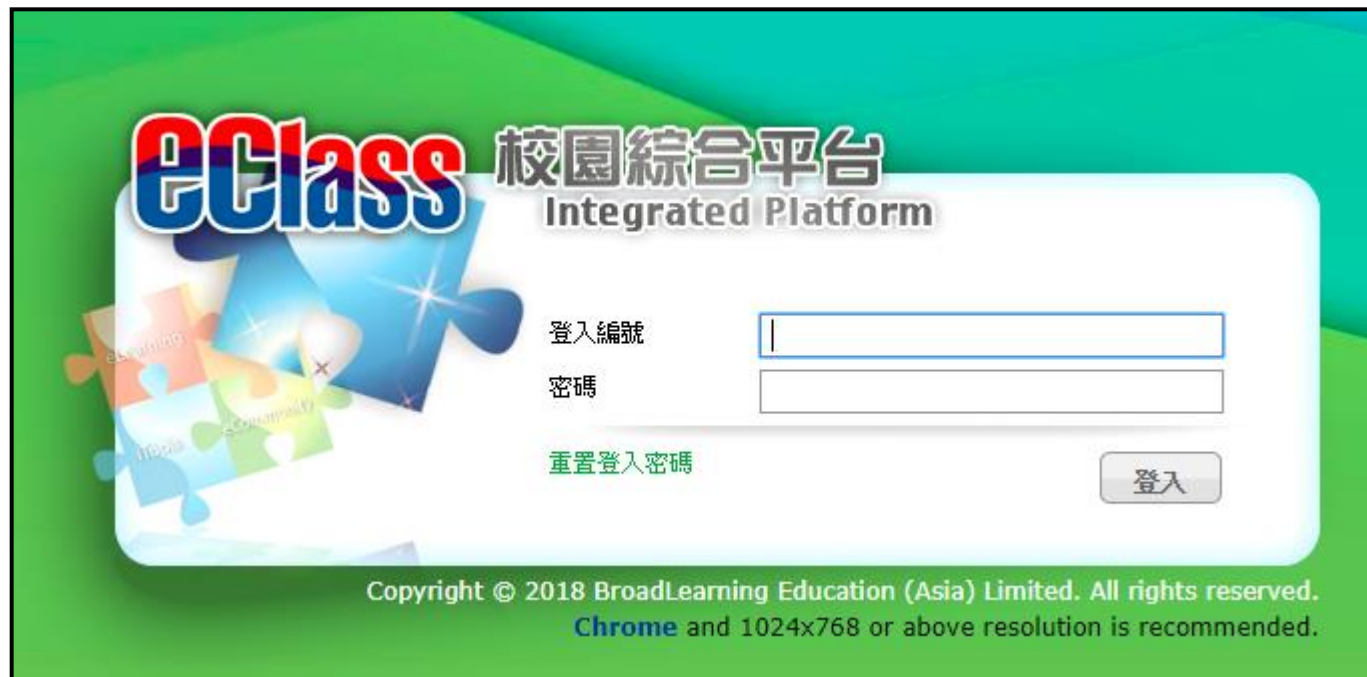 eClass 校園綜合平台
Integrated Platform
登入編號
密碼
重置登入密碼
登入
eLearning
eCommunity
Copyright © 2018 BroadLearning Education (Asia) Limited. All rights reserved.
Chrome and 1024x768 or above resolution is recommended.